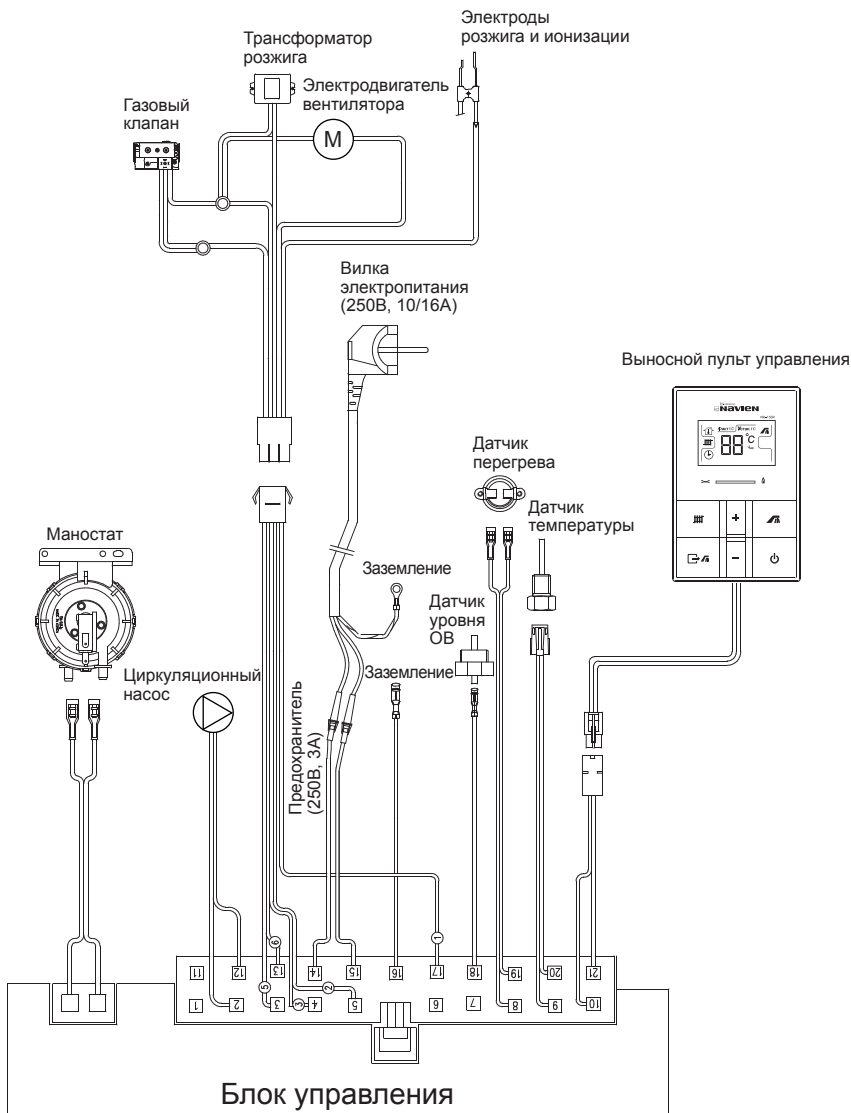 Электроды
розжига и ионизации
Трансформатор
розжига
Электродвигатель
вентилятора
Газовый
клапан
M
Вилка
электропитания
(250В, 10/16А)
Выносной пульт управления
NAVIEN
88 °C
Датчик
перегрева
Датчик
температуры
Маностат
Заземление
Датчик
уровня
ОВ
Циркуляционный
насос
Заземление
Предохранитель
(250В, 3А)
11 12 13 14 15 16 17 18 19 20 21
6 1
5 3 2
1 2 3 4 5 6 7 8 9 10
Блок управления